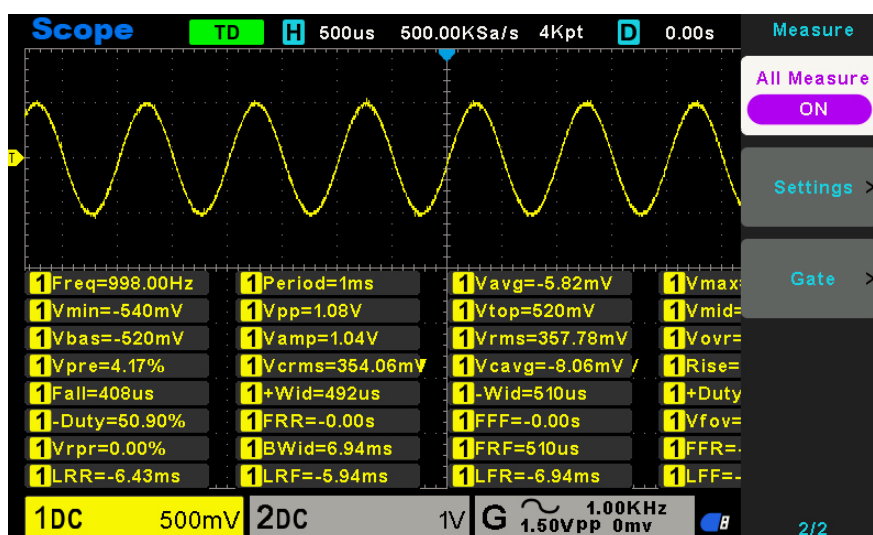 Scope TD H 500us 500.00KSa/s 4Kpt D 0.00s Measure
All Measure
ON
T
Settings >
Gate >
1 Freq=998.00Hz 1 Period=1ms 1 Vavg=-5.82mV 1 Vmax
1 Vmin=-540mV 1 Vpp=1.08V 1 Vtop=520mV 1 Vmid=
1 Vbas=-520mV 1 Vamp=1.04V 1 Vrms=357.78mV 1 Vovr=
1 Vpre=4.17% 1 Vcrms=354.06mV 1 Vcavg=-8.06mV 1 Rise=
1 Fall=408us 1 +Wid=492us 1 -Wid=510us 1 +Duty
1 -Duty=50.90% 1 FRR=-0.00s 1 FFF=-0.00s 1 Vfov=
1 Vrpr=0.00% 1 BWid=6.94ms 1 FRF=510us 1 FFR=-
1 LRR=-6.43ms 1 LRF=-5.94ms 1 LFR=-6.94ms 1 LFF=-
1DC 500mV 2DC 1V G 1.00KHz
1.50Vpp 0mv
2/2